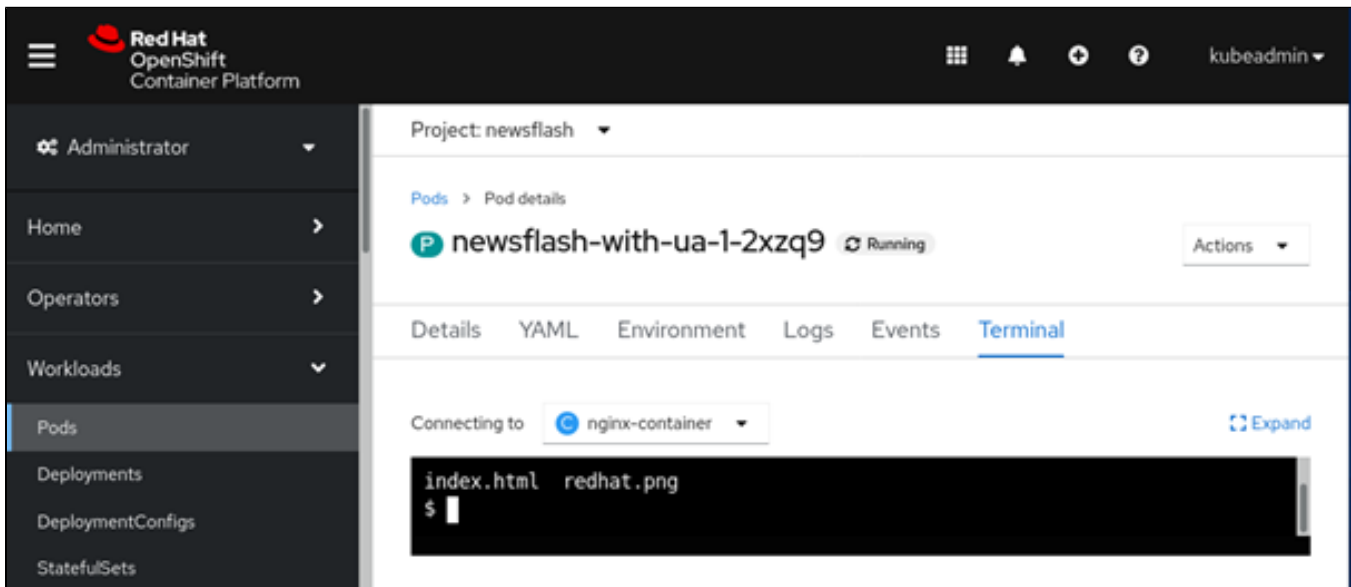 Red Hat
OpenShift
Container Platform
kubeadmin
Administrator
Home
Operators
Workloads
Pods
Deployments
DeploymentConfigs
StatefulSets
Project: newsflash
Pods > Pod details
P newsflash-with-ua-1-2xzq9 Running
Actions
Details YAML Environment Logs Events Terminal
Connecting to C nginx-container
Expand
index.html redhat.png
$